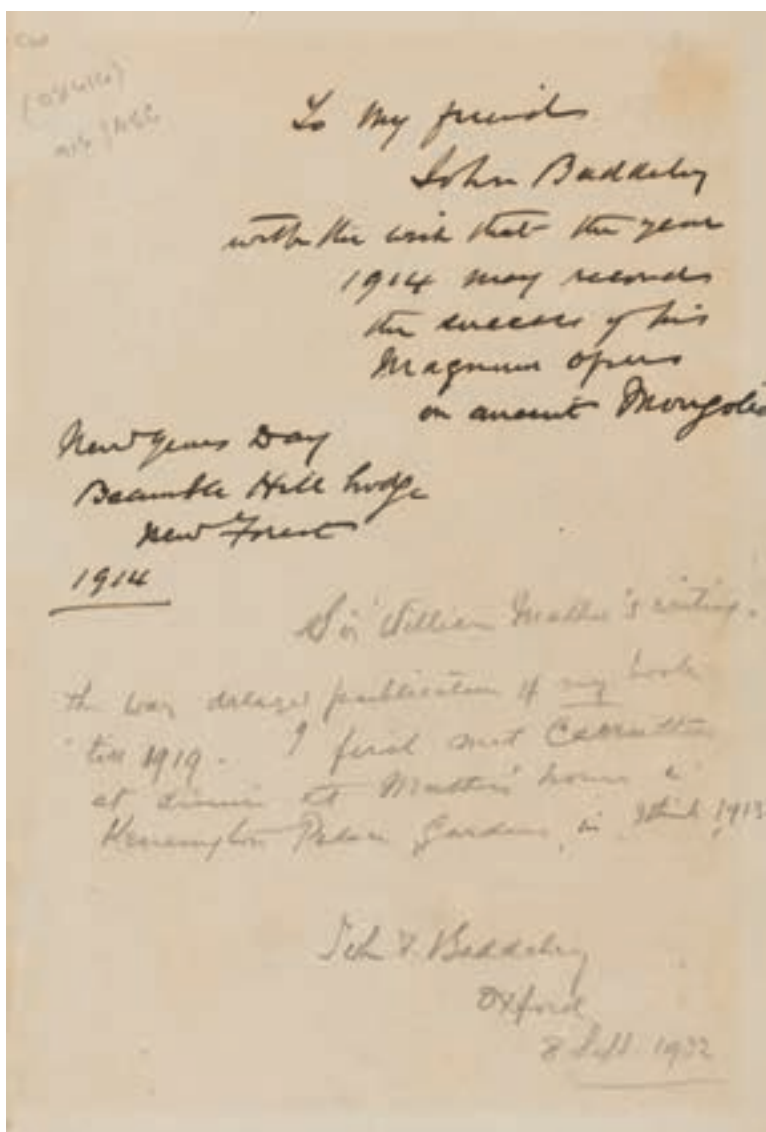 To my friend
John Baddeley
with the wish that the year
1914 may record
the success of his
Magnum Opus
on ancient Mongolia
New Years Day
Bramble Hill Lodge
New Forest
1914
Sir William Mather's writing.
The war delayed publication of my book
till 1919. I first met Carruthers
at dinner at Mather's house in
Kensington Palace Gardens, in I think, 1913
John F. Baddeley
Oxford
8 Sept. 1932